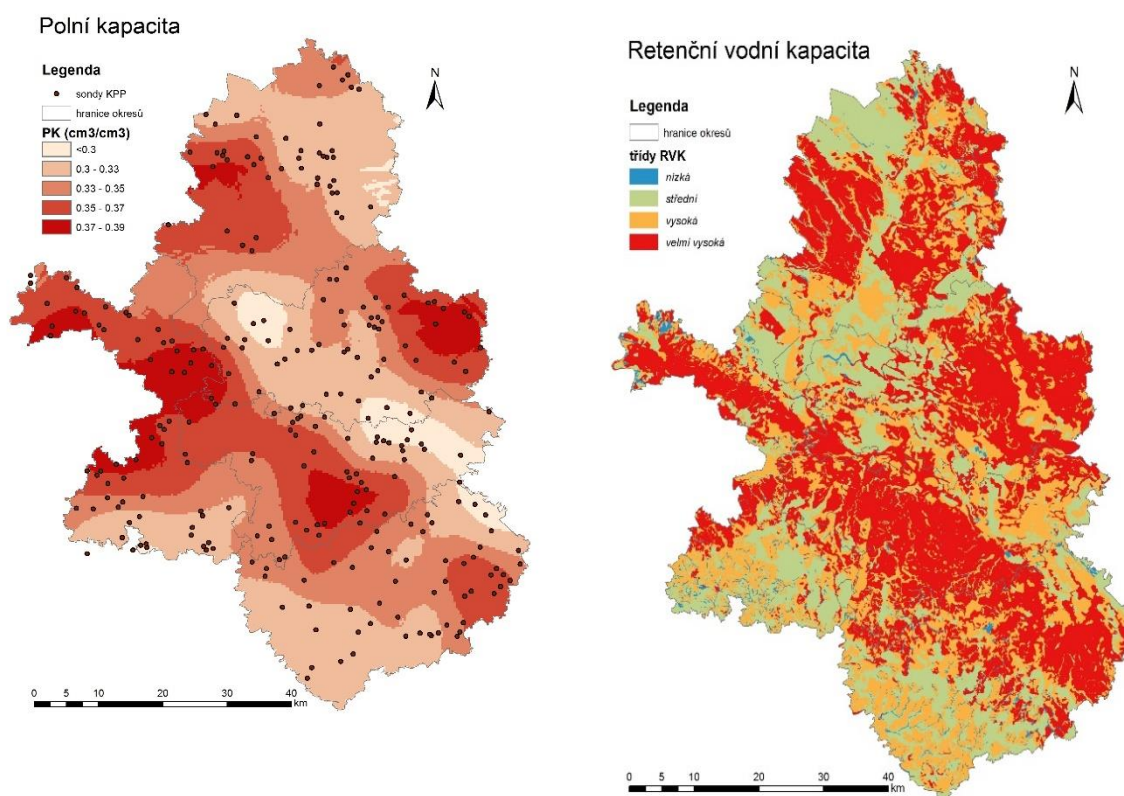 Polní kapacita
Legenda
sondy KPP
hranice okresů
PK (cm3/cm3)
<0.3
0.3 - 0.33
0.33 - 0.35
0.35 - 0.37
0.37 - 0.39
N
0 5 10 20 30 40
km
Retenční vodní kapacita
Legenda
hranice okresů
třídy RVK
nízká
střední
vysoká
velmi vysoká
N
0 5 10 20 30 40
km